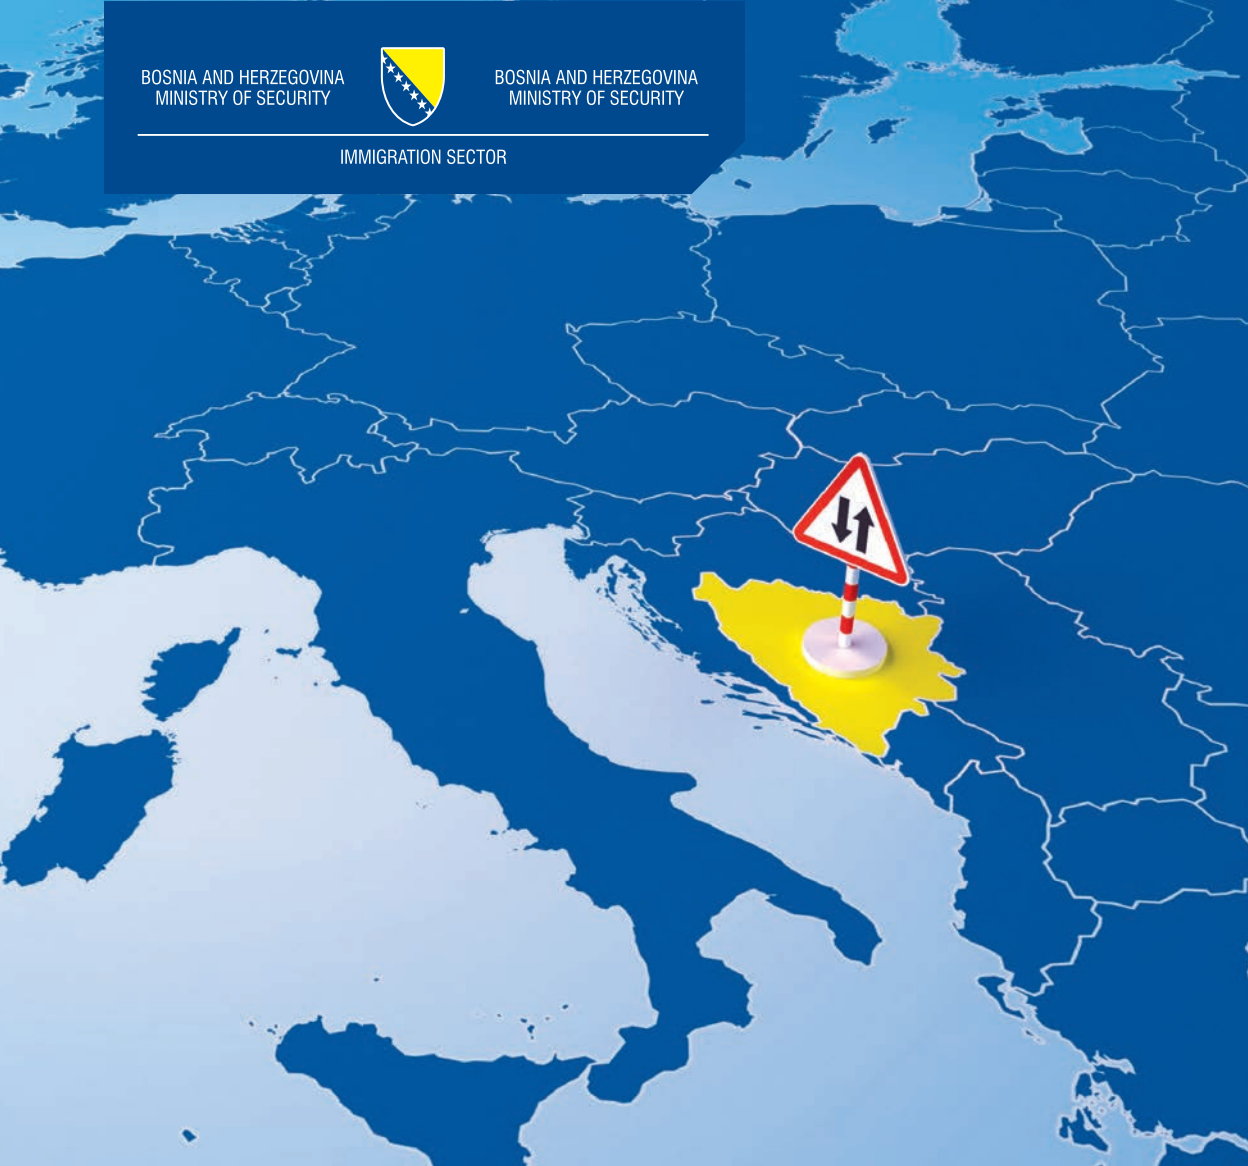 BOSNIA AND HERZEGOVINA
MINISTRY OF SECURITY
BOSNIA AND HERZEGOVINA
MINISTRY OF SECURITY
IMMIGRATION SECTOR